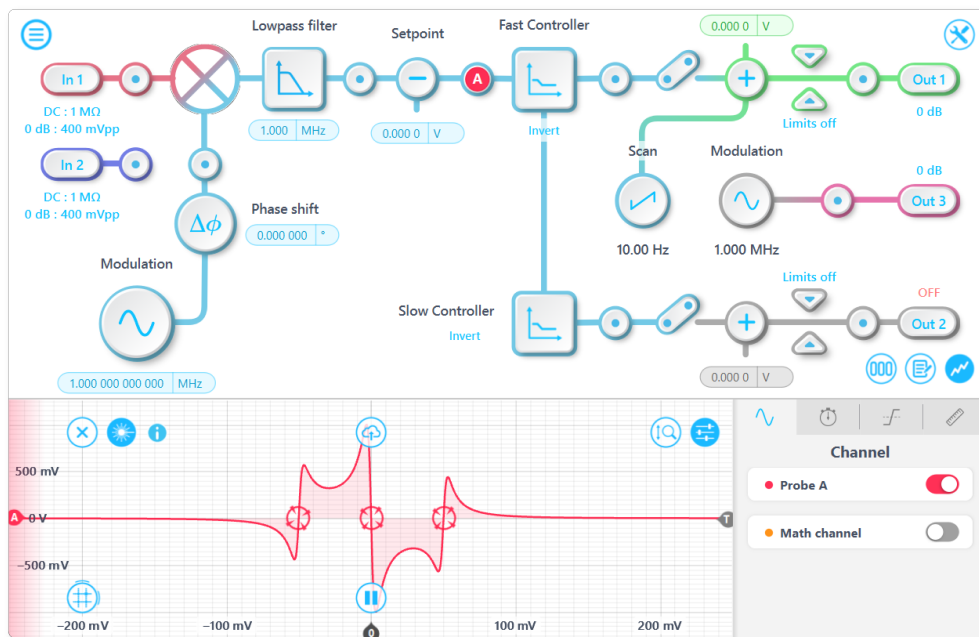 Lowpass filter
Setpoint
Fast Controller
0.000 0 V
In 1
A
Out 1
DC : 1 MΩ
0 dB : 400 mVpp
1.000 MHz
0.000 0 V
Invert
Limits off
0 dB
In 2
Scan
Modulation
0 dB
DC : 1 MΩ
0 dB : 400 mVpp
Phase shift
Δϕ
0.000 000 °
Out 3
10.00 Hz
1.000 MHz
Modulation
Limits off
Slow Controller
OFF
Invert
Out 2
1.000 000 000 000 MHz
0.000 0 V
500 mV
A
0 V
T
−500 mV
−200 mV
−100 mV
0
100 mV
200 mV
Channel
Probe A
Math channel